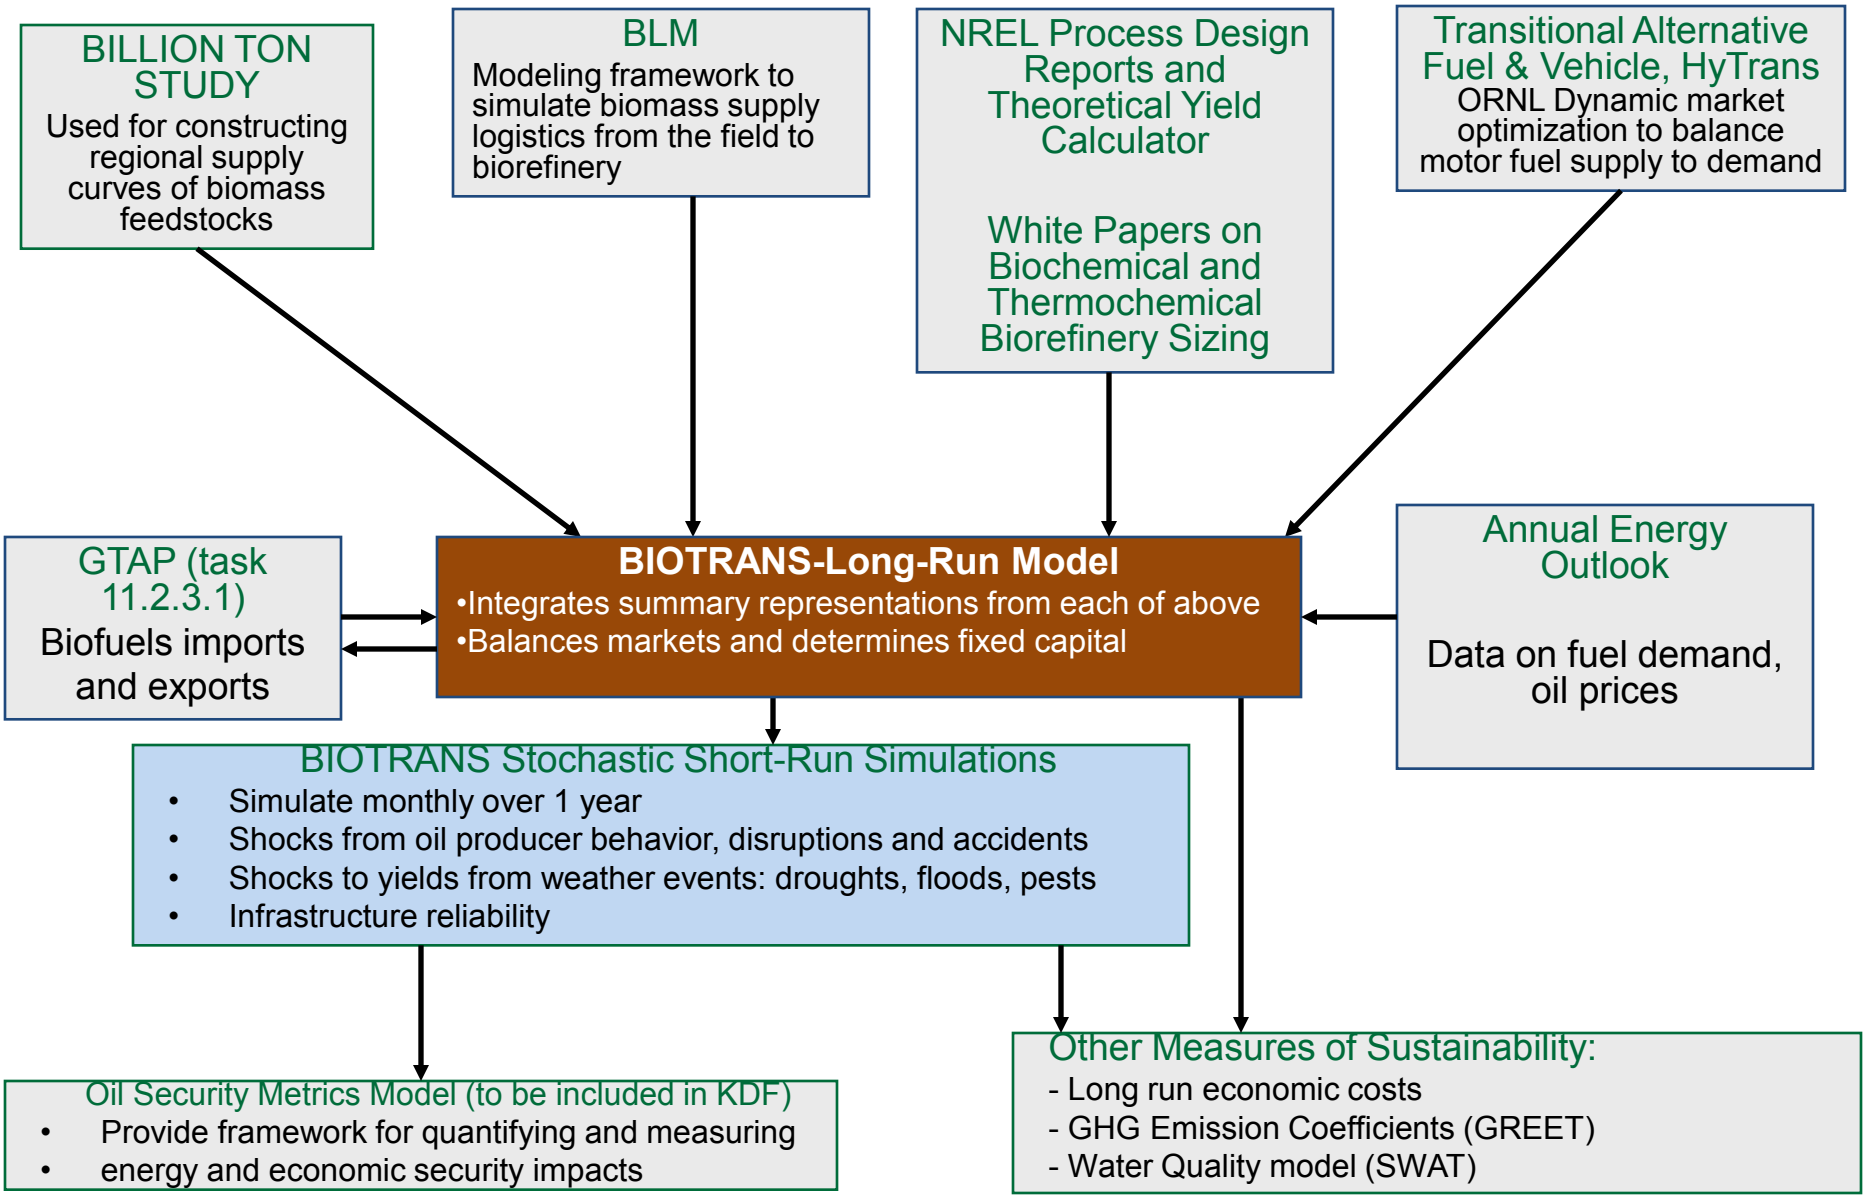 BILLION TON
STUDY
Used for constructing
regional supply
curves of biomass
feedstocks
BLM
Modeling framework to
simulate biomass supply
logistics from the field to
biorefinery
NREL Process Design
Reports and
Theoretical Yield
Calculator
White Papers on
Biochemical and
Thermochemical
Biorefinery Sizing
Transitional Alternative
Fuel & Vehicle, HyTrans
ORNL Dynamic market
optimization to balance
motor fuel supply to demand
GTAP (task
11.2.3.1)
Biofuels imports
and exports
BIOTRANS-Long-Run Model
•Integrates summary representations from each of above
•Balances markets and determines fixed capital
Annual Energy
Outlook
Data on fuel demand,
oil prices
BIOTRANS Stochastic Short-Run Simulations
• Simulate monthly over 1 year
• Shocks from oil producer behavior, disruptions and accidents
• Shocks to yields from weather events: droughts, floods, pests
• Infrastructure reliability
Oil Security Metrics Model (to be included in KDF)
• Provide framework for quantifying and measuring
• energy and economic security impacts
Other Measures of Sustainability:
- Long run economic costs
- GHG Emission Coefficients (GREET)
- Water Quality model (SWAT)